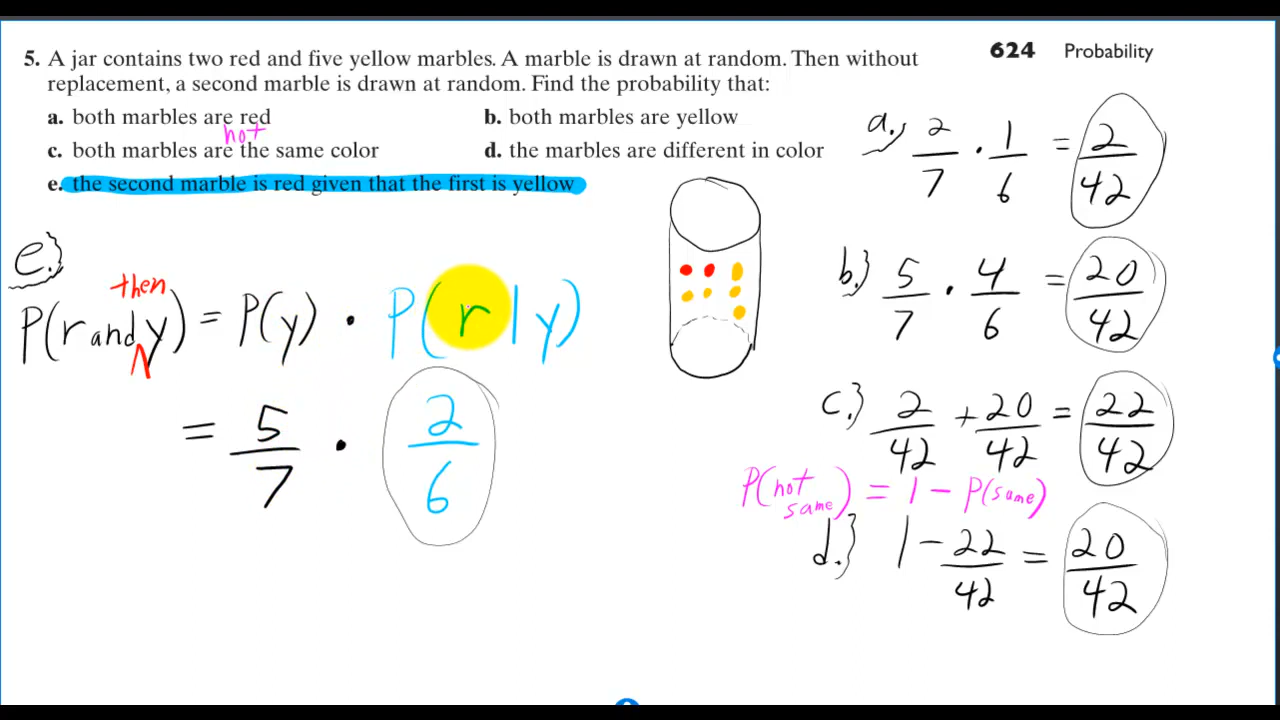 5. A jar contains two red and five yellow marbles. A marble is drawn at random. Then without
replacement, a second marble is drawn at random. Find the probability that:
624 Probability
a. both marbles are red
b. both marbles are yellow
not
c. both marbles are the same color
d. the marbles are different in color
e. the second marble is red given that the first is yellow
a.) 2/7 · 1/6 = 2/42
b.) 5/7 · 4/6 = 20/42
c.) 2/42 + 20/42 = 22/42
P(not same) = 1 - P(same)
d.) 1 - 22/42 = 20/42
e.)
then
P(r and y) = P(y) · P(r|y)
= 5/7 · 2/6